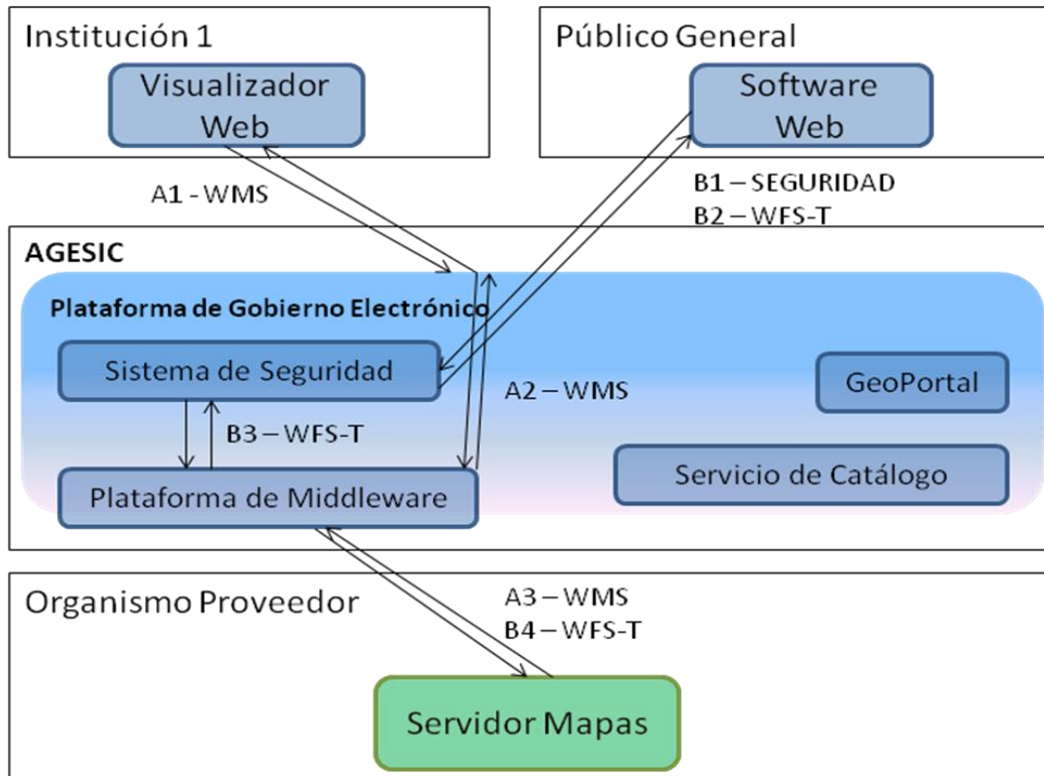 Institución 1
Visualizador
Web
Público General
Software
Web
A1 - WMS
B1 – SEGURIDAD
B2 – WFS-T
AGESIC
Plataforma de Gobierno Electrónico
Sistema de Seguridad
A2 – WMS
GeoPortal
B3 – WFS-T
Servicio de Catálogo
Plataforma de Middleware
Organismo Proveedor
A3 – WMS
B4 – WFS-T
Servidor Mapas